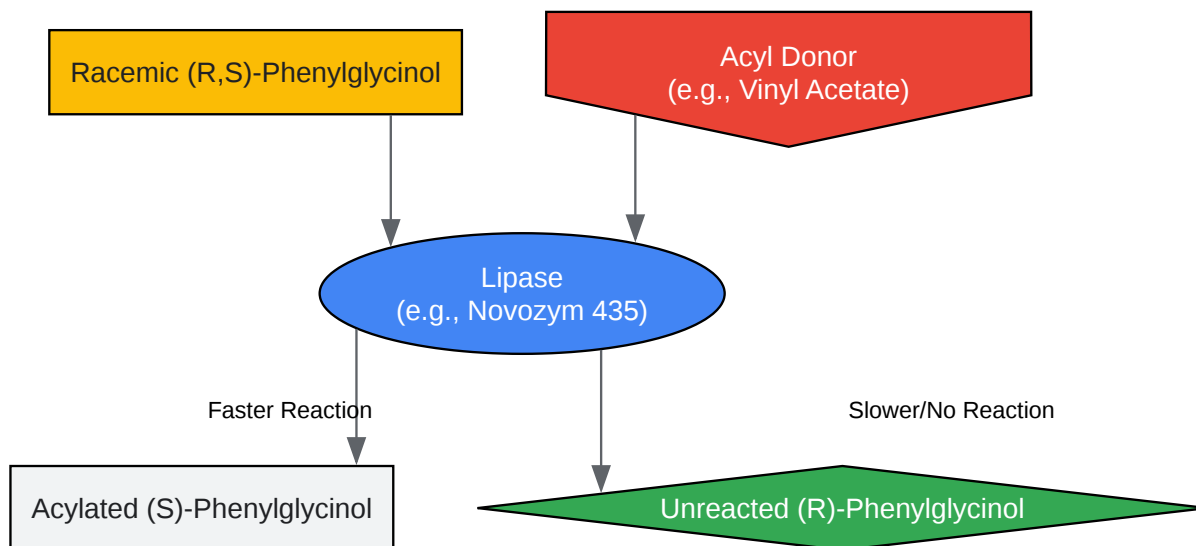 Racemic (R,S)-Phenylglycinol
Acyl Donor
(e.g., Vinyl Acetate)
Lipase
(e.g., Novozym 435)
Faster Reaction
Slower/No Reaction
Acylated (S)-Phenylglycinol
Unreacted (R)-Phenylglycinol